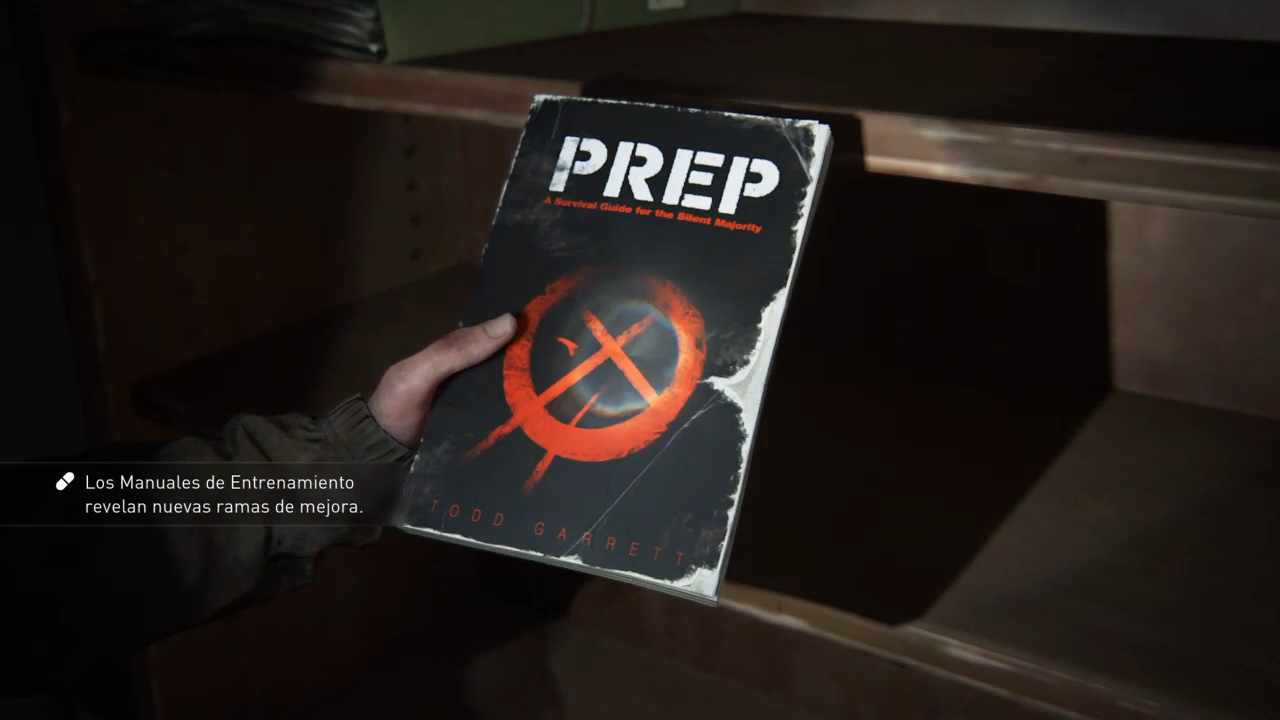 PREP
A Survival Guide for the Silent Majority
TODD GARRETT
Los Manuales de Entrenamiento
revelan nuevas ramas de mejora.